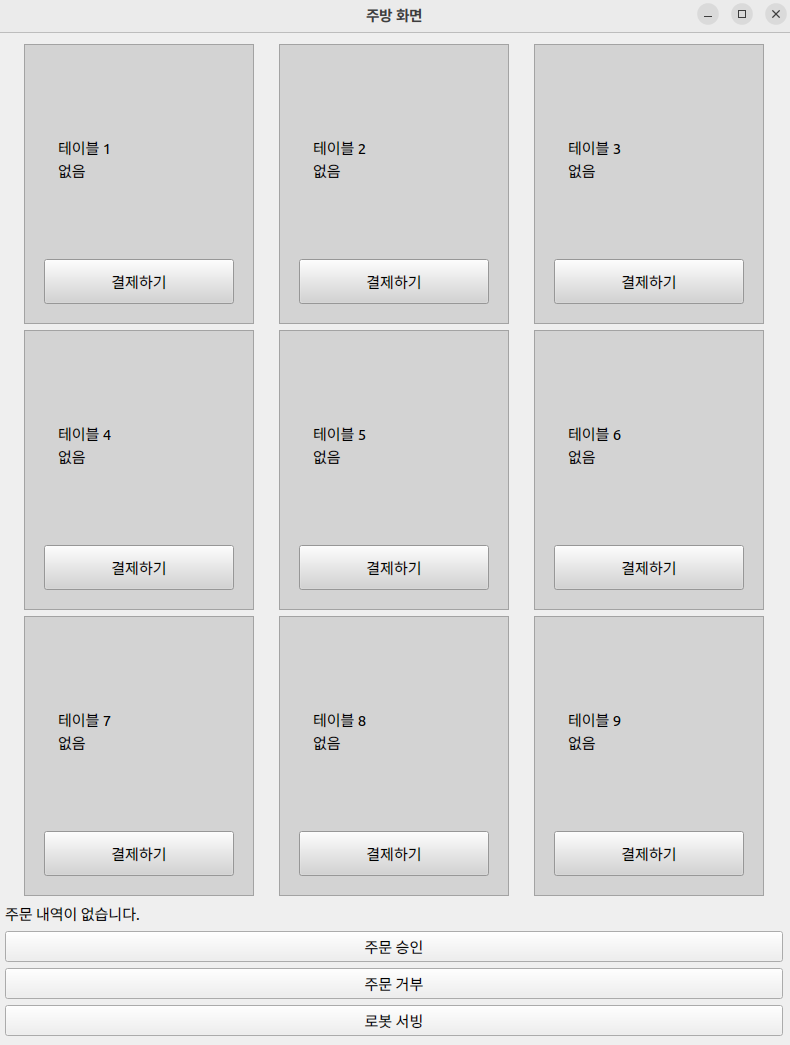 주방 화면
테이블 1
없음
결제하기
테이블 2
없음
결제하기
테이블 3
없음
결제하기
테이블 4
없음
결제하기
테이블 5
없음
결제하기
테이블 6
없음
결제하기
테이블 7
없음
결제하기
테이블 8
없음
결제하기
테이블 9
없음
결제하기
주문 내역이 없습니다.
주문 승인
주문 거부
로봇 서빙